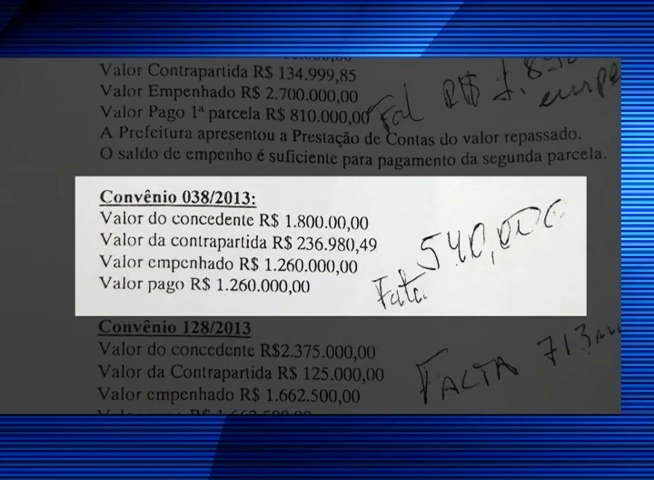 Valor Contrapartida R$ 134.999,85
Valor Empenhado R$ 2.700.000,00
Valor Pago 1ª parcela R$ 810.000,00
A Prefeitura apresentou a Prestação de Contas do valor repassado.
O saldo de empenho é suficiente para pagamento da segunda parcela.
Convênio 038/2013:
Valor do concedente R$ 1.800.00,00
Valor da contrapartida R$ 236.980,49
Valor empenhado R$ 1.260.000,00
Valor pago R$ 1.260.000,00
Falta 540,000
Convênio 128/2013
Valor do concedente R$2.375.000,00
Valor da Contrapartida R$ 125.000,00
Valor empenhado R$ 1.662.500,00
FALTA 713